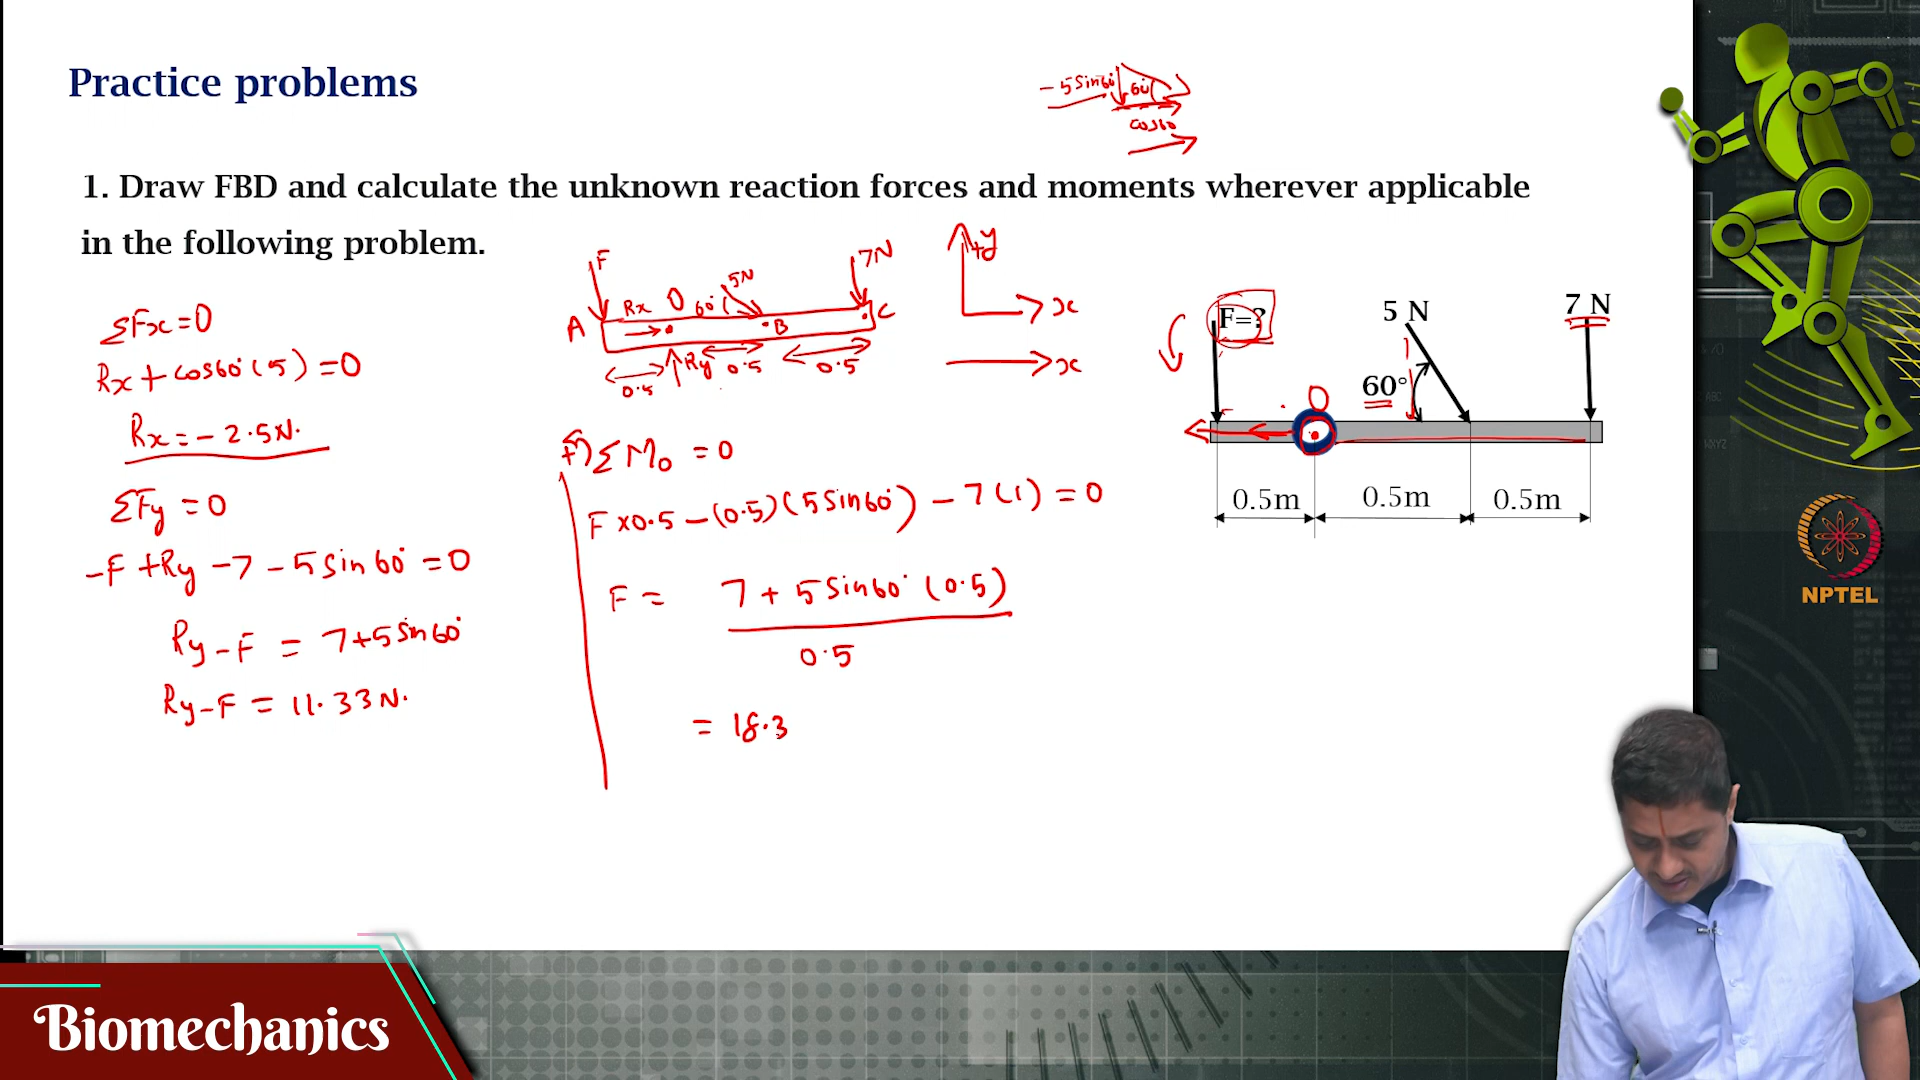 Practice problems
-5sin60° 60°
cos60
1. Draw FBD and calculate the unknown reaction forces and moments wherever applicable
in the following problem.
ΣFx=0
Rx+cos60°(5)=0
Rx=-2.5N.
ΣFy=0
-F+Ry-7-5sin60°=0
Ry-F = 7+5sin60°
Ry-F = 11.33N.
F 5N 7N
A Rx O 60° B C
0.5 Ry 0.5 0.5
+y
x
x
+) ΣMo = 0
F×0.5-(0.5)(5sin60°)-7(1)=0
F = 7+5sin60°(0.5)
0.5
= 18.3
F=? 5 N 7 N
60° O
0.5m 0.5m 0.5m
NPTEL
Biomechanics